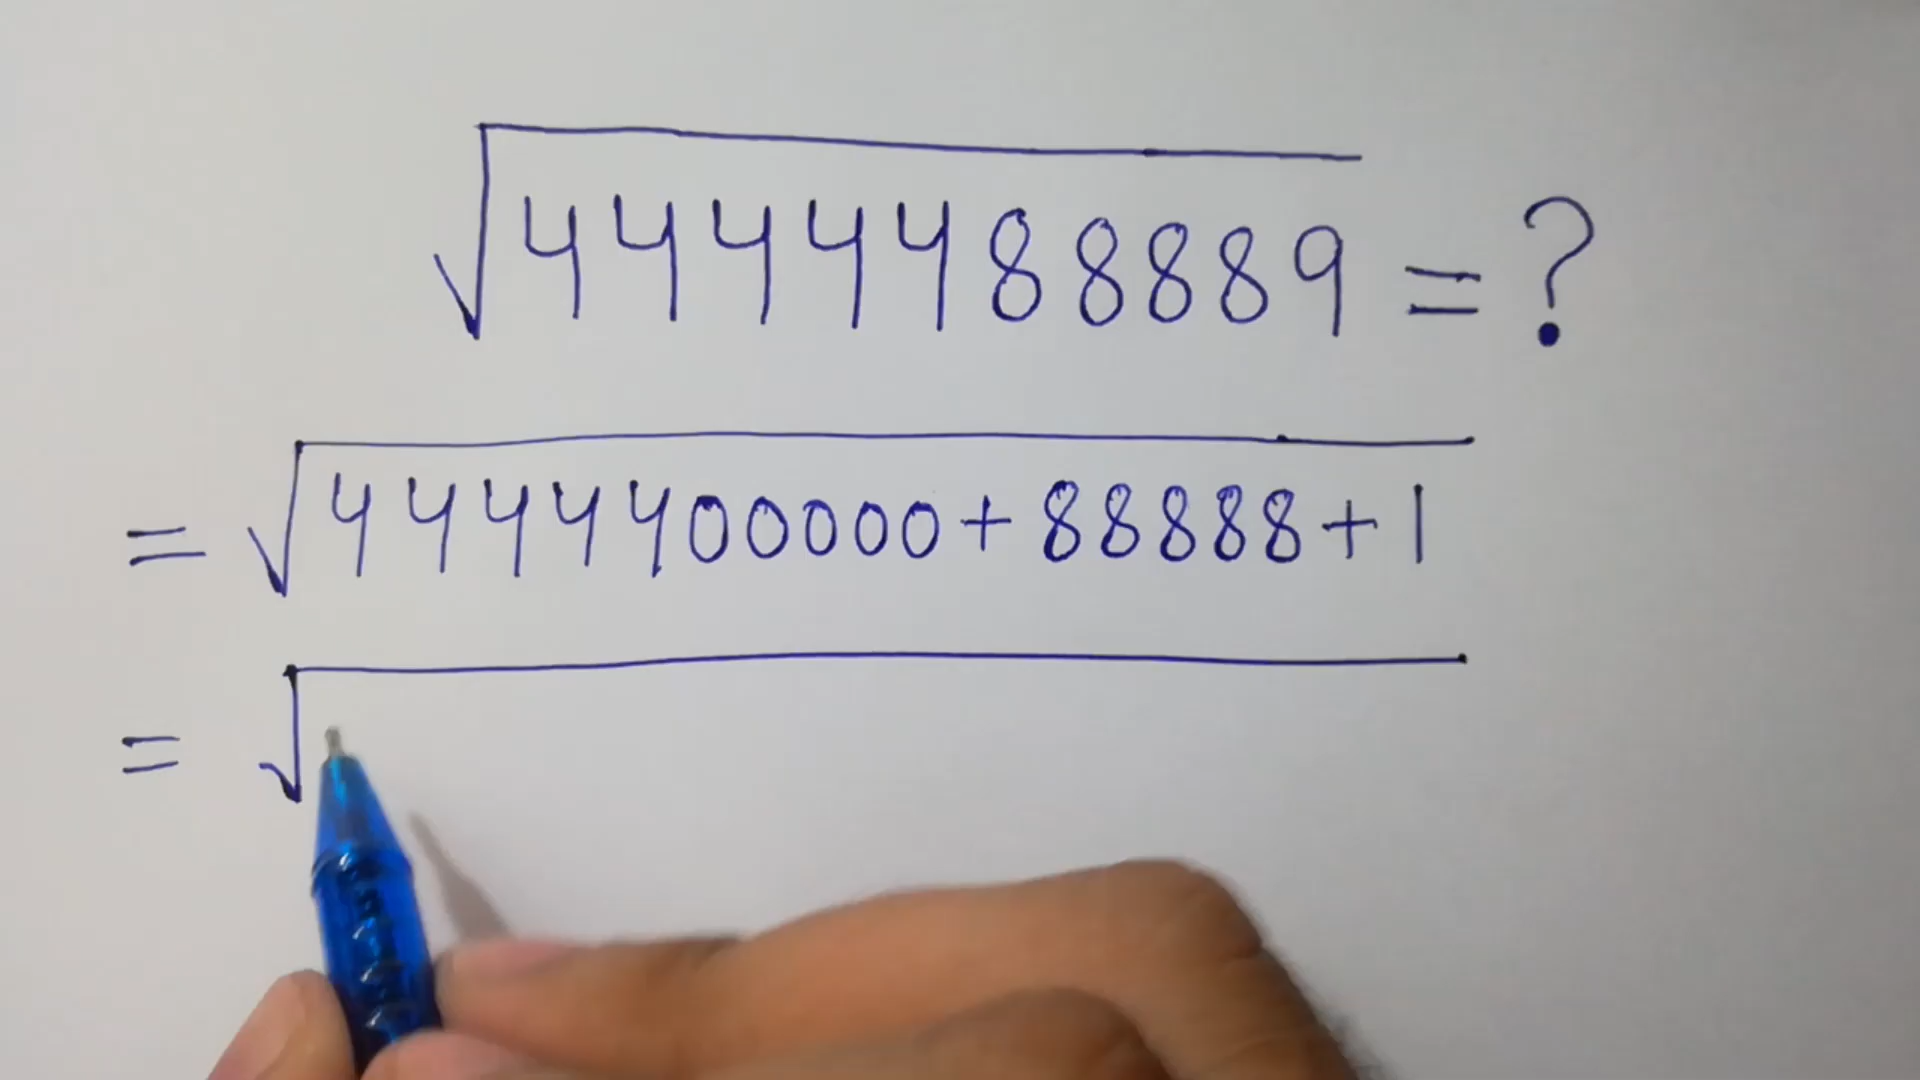 √4444488889 = ?
= √4444400000 + 88888 + 1
= √